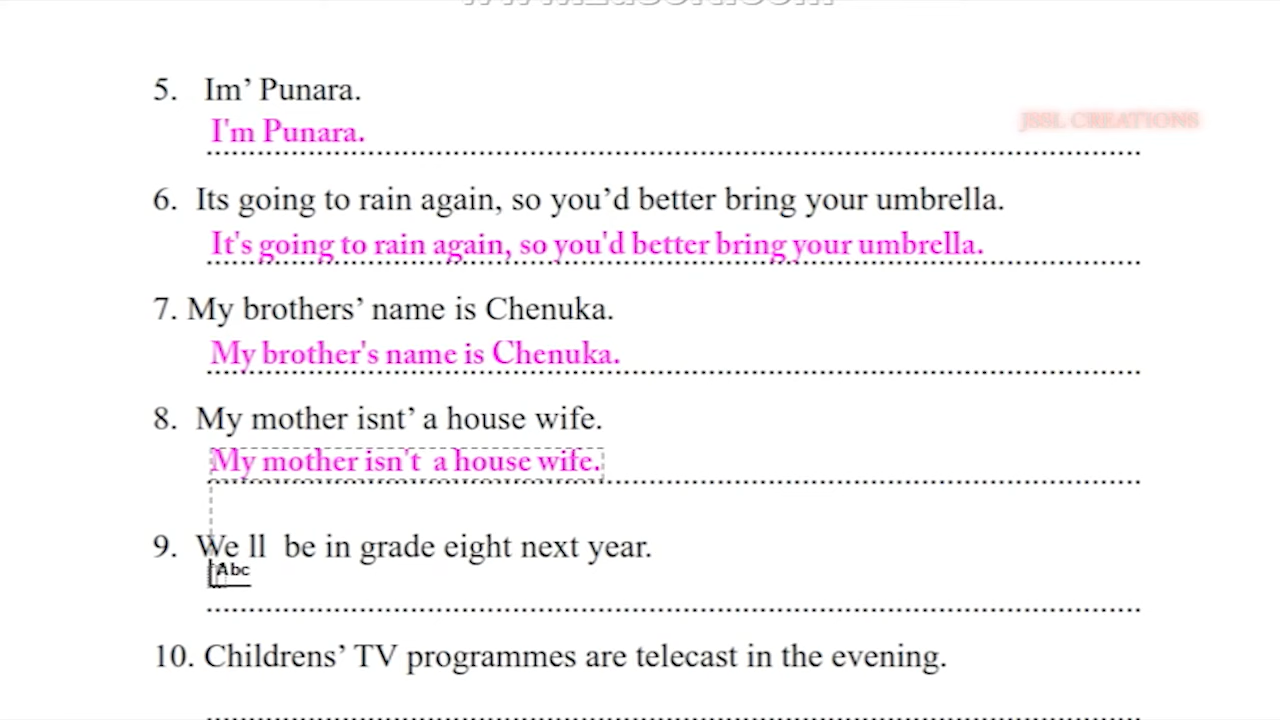 5. Im’ Punara.
JSSL CREATIONS
I'm Punara.
6. Its going to rain again, so you’d better bring your umbrella.
It's going to rain again, so you'd better bring your umbrella.
7. My brothers’ name is Chenuka.
My brother's name is Chenuka.
8. My mother isnt’ a house wife.
My mother isn't a house wife.
9. We ll be in grade eight next year.
Abc
10. Childrens’ TV programmes are telecast in the evening.